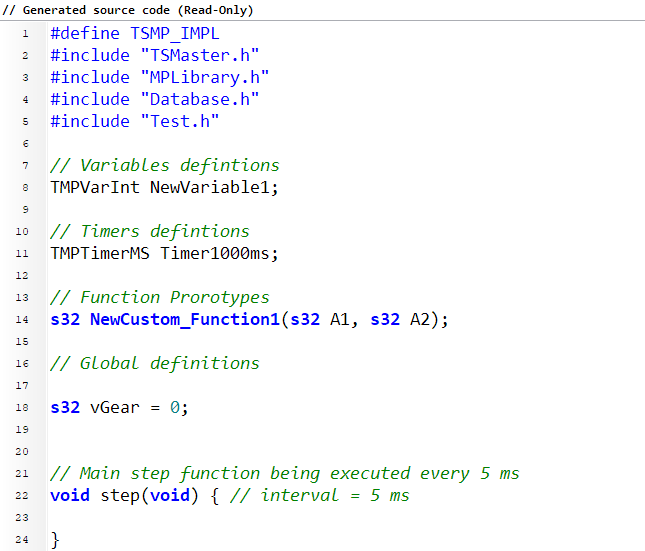 // Generated source code (Read-Only)
1 #define TSMP_IMPL
2 #include "TSMaster.h"
3 #include "MPLibrary.h"
4 #include "Database.h"
5 #include "Test.h"
6
7 // Variables defintions
8 TMPVarInt NewVariable1;
9
10 // Timers defintions
11 TMPTimerMS Timer1000ms;
12
13 // Function Prorotypes
14 s32 NewCustom_Function1(s32 A1, s32 A2);
15
16 // Global definitions
17
18 s32 vGear = 0;
19
20
21 // Main step function being executed every 5 ms
22 void step(void) { // interval = 5 ms
23
24 }